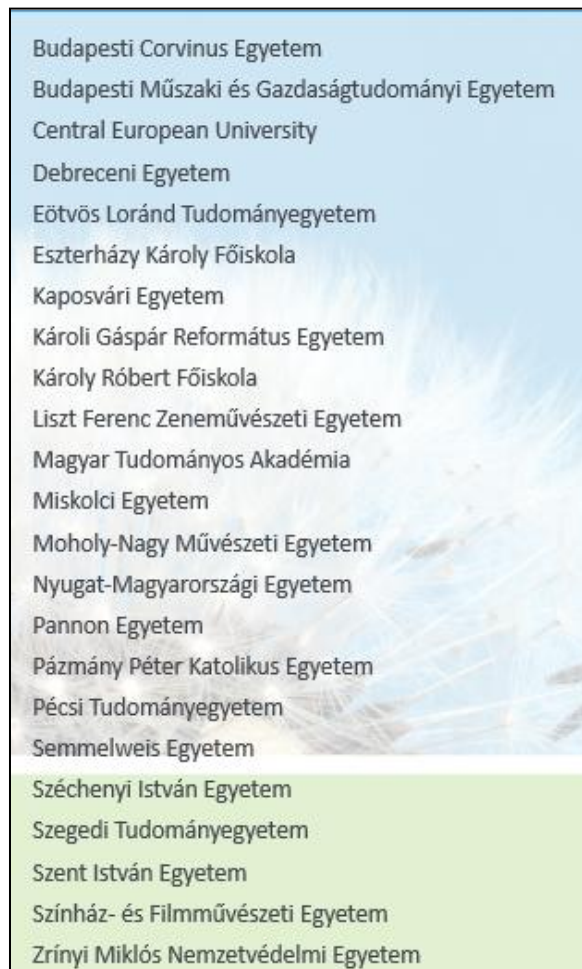 Budapesti Corvinus Egyetem
Budapesti Műszaki és Gazdaságtudományi Egyetem
Central European University
Debreceni Egyetem
Eötvös Loránd Tudományegyetem
Eszterházy Károly Főiskola
Kaposvári Egyetem
Károli Gáspár Református Egyetem
Károly Róbert Főiskola
Liszt Ferenc Zeneművészeti Egyetem
Magyar Tudományos Akadémia
Miskolci Egyetem
Moholy-Nagy Művészeti Egyetem
Nyugat-Magyarországi Egyetem
Pannon Egyetem
Pázmány Péter Katolikus Egyetem
Pécsi Tudományegyetem
Semmelweis Egyetem
Széchenyi István Egyetem
Szegedi Tudományegyetem
Szent István Egyetem
Színház- és Filmművészeti Egyetem
Zrínyi Miklós Nemzetvédelmi Egyetem